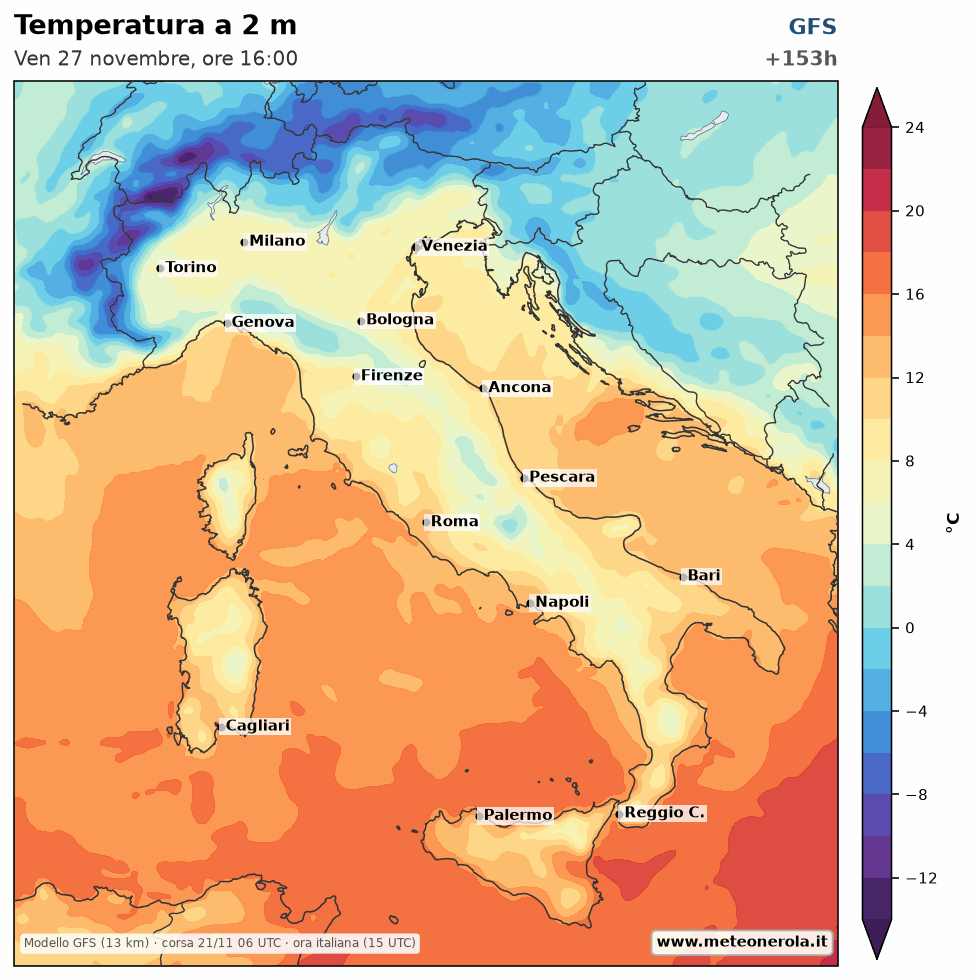 Temperatura a 2 m
GFS
Ven 27 novembre, ore 16:00
+153h
24
20
16
12
8
4
0
−4
−8
−12
°C
Milano
Venezia
Torino
Genova
Bologna
Firenze
Ancona
Pescara
Roma
Bari
Napoli
Cagliari
Palermo
Reggio C.
Modello GFS (13 km) · corsa 21/11 06 UTC · ora italiana (15 UTC)
www.meteonerola.it